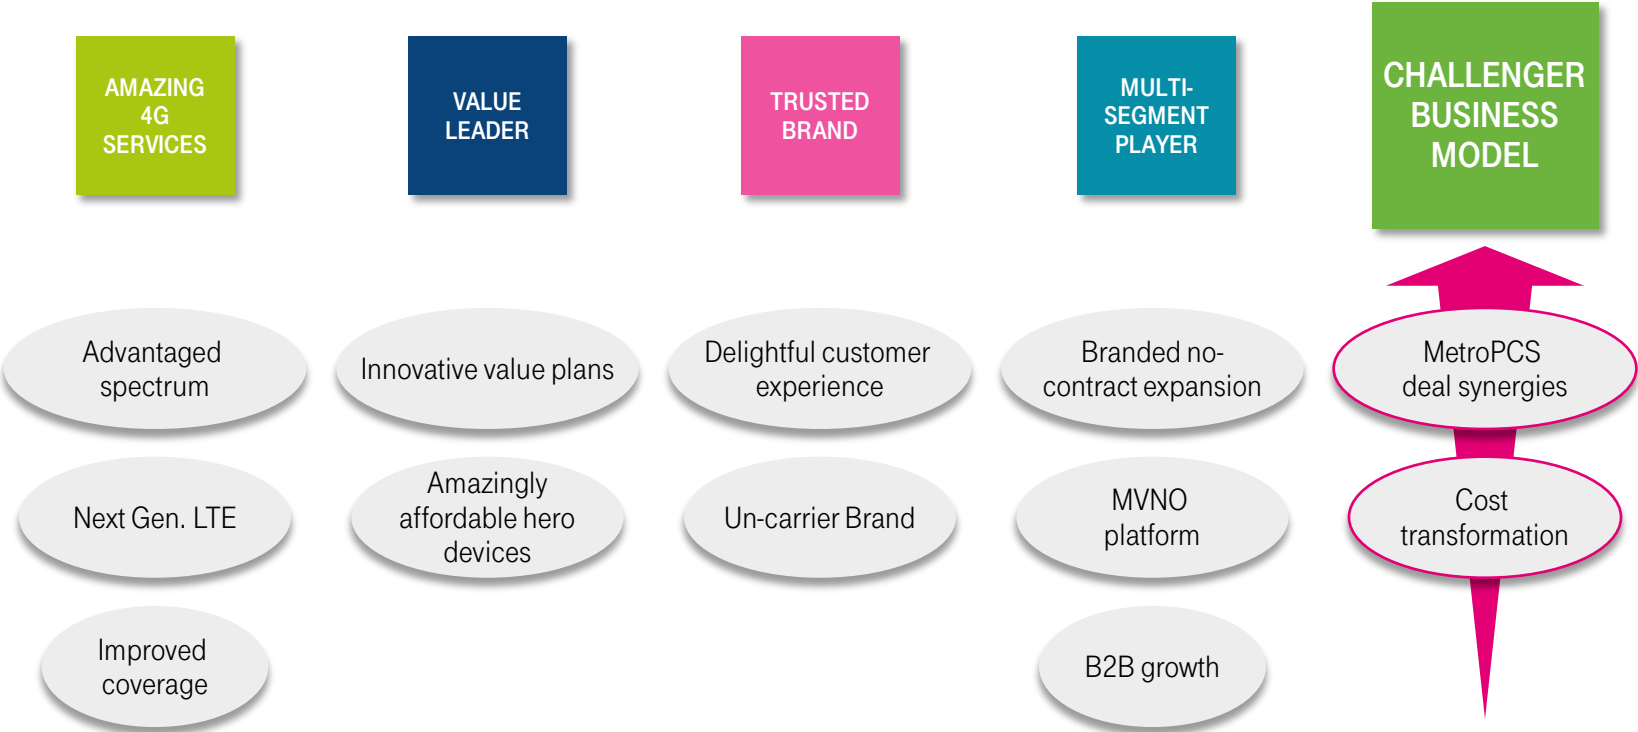 AMAZING
4G
SERVICES
VALUE
LEADER
TRUSTED
BRAND
MULTI-
SEGMENT
PLAYER
CHALLENGER
BUSINESS
MODEL
Advantaged
spectrum
Innovative value plans
Delightful customer
experience
Branded no-
contract expansion
MetroPCS
deal synergies
Next Gen. LTE
Amazingly
affordable hero
devices
Un-carrier Brand
MVNO
platform
Cost
transformation
Improved
coverage
B2B growth